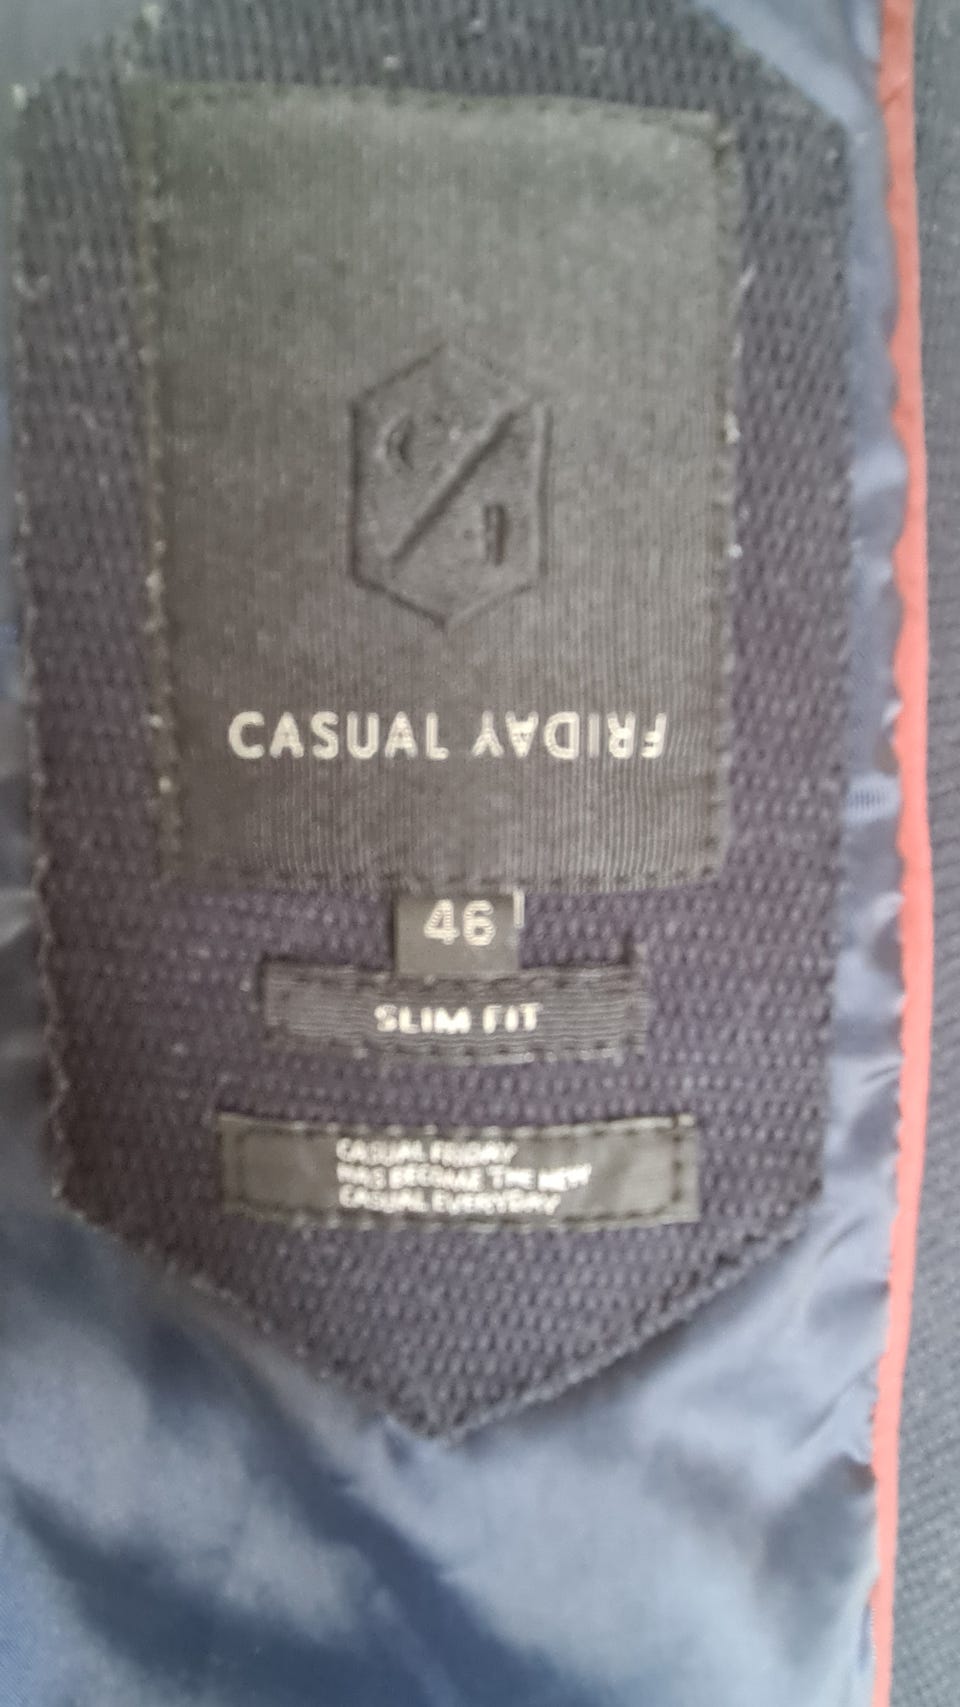 CASUAL FRIDAY
46
SLIM FIT
CASUAL FRIDAY
HAS BECOME THE NEW
CASUAL EVERYDAY